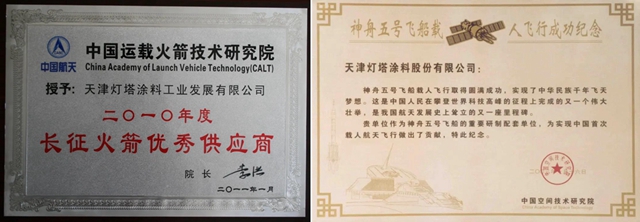 中国航天
中国运载火箭技术研究院
China Academy of Launch Vehicle Technology(CALT)
授予：天津灯塔涂料工业发展有限公司
二〇一〇年度
长征火箭优秀供应商
院长 李洪
二〇一一年一月
神舟五号飞船载人飞行成功纪念
天津灯塔涂料股份有限公司：
神舟五号飞船载人飞行取得圆满成功，实现了中华民族千年飞天
梦想。这是中国人民在攀登世界科技高峰的征程上完成的又一个伟大
壮举，是我国航天发展史上耸立的又一座里程碑。
贵单位作为神舟五号飞船的重要研制配套单位，为实现中国首次
载人航天飞行做出了贡献，特此纪念。
中国空间技术研究院